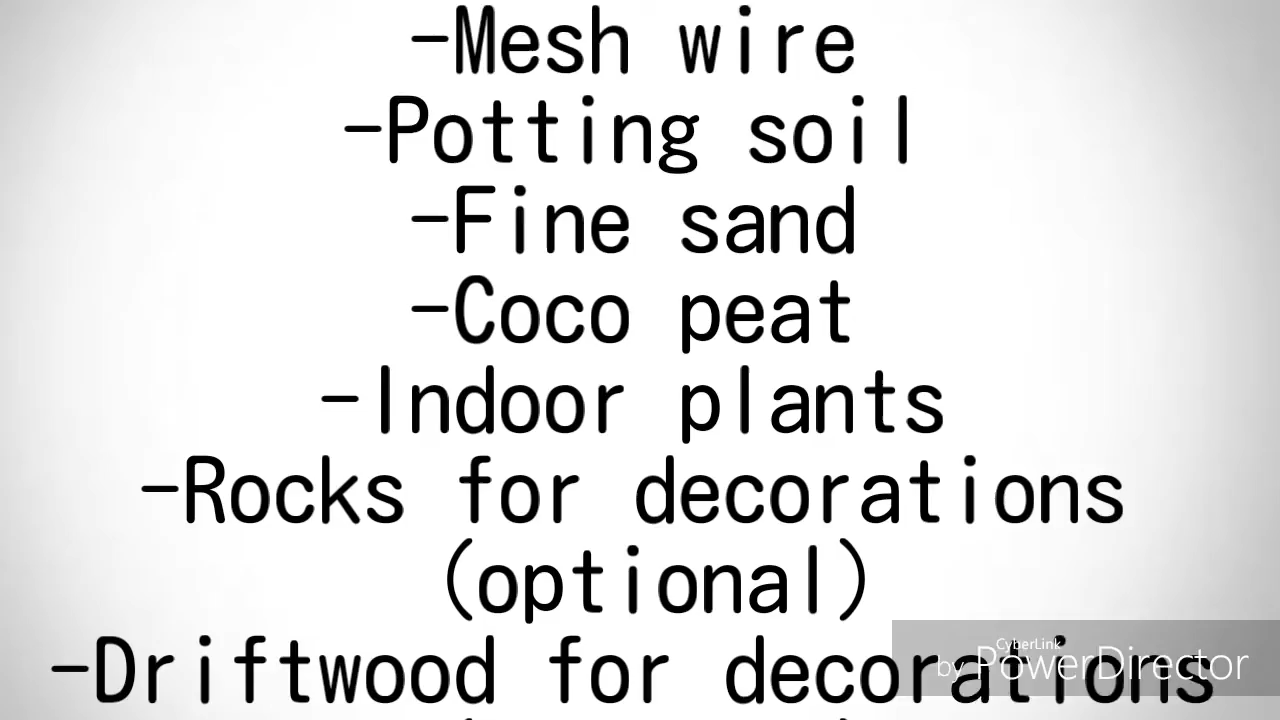 -Mesh wire
-Potting soil
-Fine sand
-Coco peat
-Indoor plants
-Rocks for decorations
(optional)
-Driftwood for decorations
CyberLink
by PowerDirector